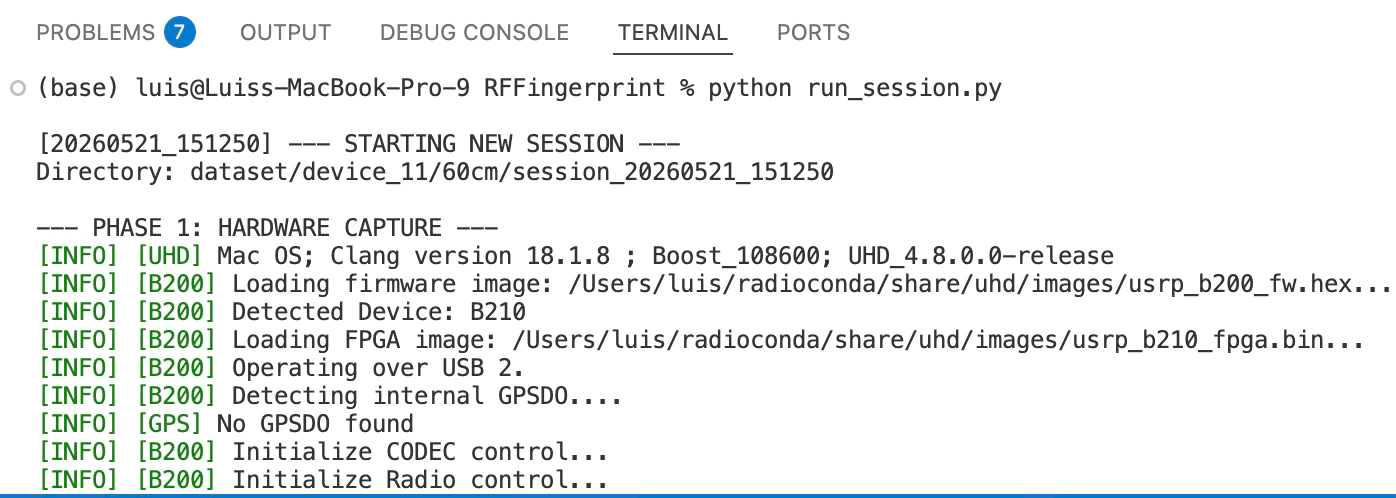 PROBLEMS 7 OUTPUT DEBUG CONSOLE TERMINAL PORTS
(base) luis@Luiss-MacBook-Pro-9 RFFingerprint % python run_session.py
[20260521_151250] --- STARTING NEW SESSION ---
Directory: dataset/device_11/60cm/session_20260521_151250
--- PHASE 1: HARDWARE CAPTURE ---
[INFO] [UHD] Mac OS; Clang version 18.1.8 ; Boost_108600; UHD_4.8.0.0-release
[INFO] [B200] Loading firmware image: /Users/luis/radioconda/share/uhd/images/usrp_b200_fw.hex...
[INFO] [B200] Detected Device: B210
[INFO] [B200] Loading FPGA image: /Users/luis/radioconda/share/uhd/images/usrp_b210_fpga.bin...
[INFO] [B200] Operating over USB 2.
[INFO] [B200] Detecting internal GPSDO....
[INFO] [GPS] No GPSDO found
[INFO] [B200] Initialize CODEC control...
[INFO] [B200] Initialize Radio control...